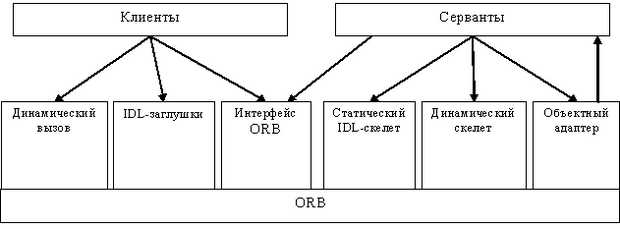 Клиенты
Серванты
Динамический
вызов
IDL-заглушки
Интерфейс
ORB
Статический
IDL-скелет
Динамический
скелет
Объектный
адаптер
ORB